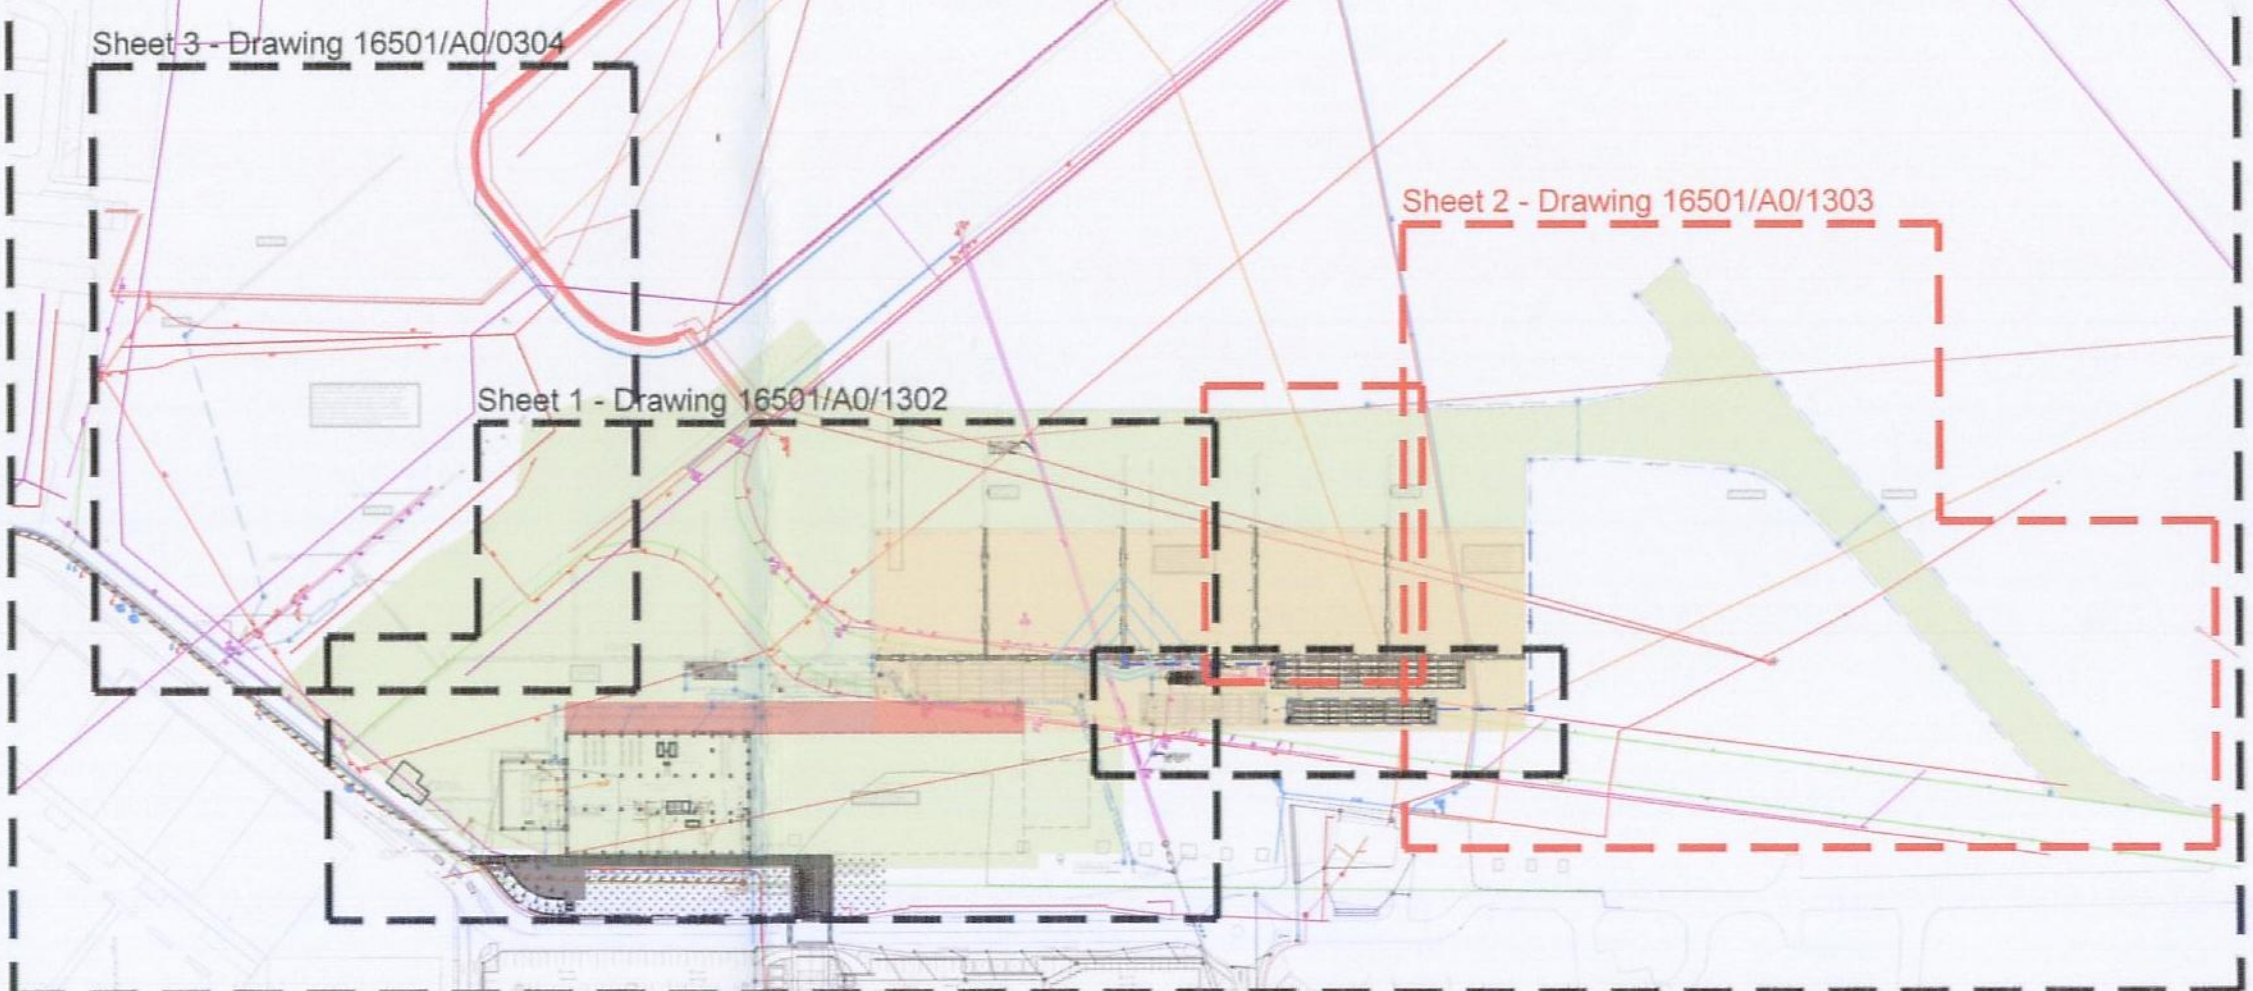 Sheet 3 - Drawing 16501/A0/0304
Sheet 2 - Drawing 16501/A0/1303
Sheet 1 - Drawing 16501/A0/1302